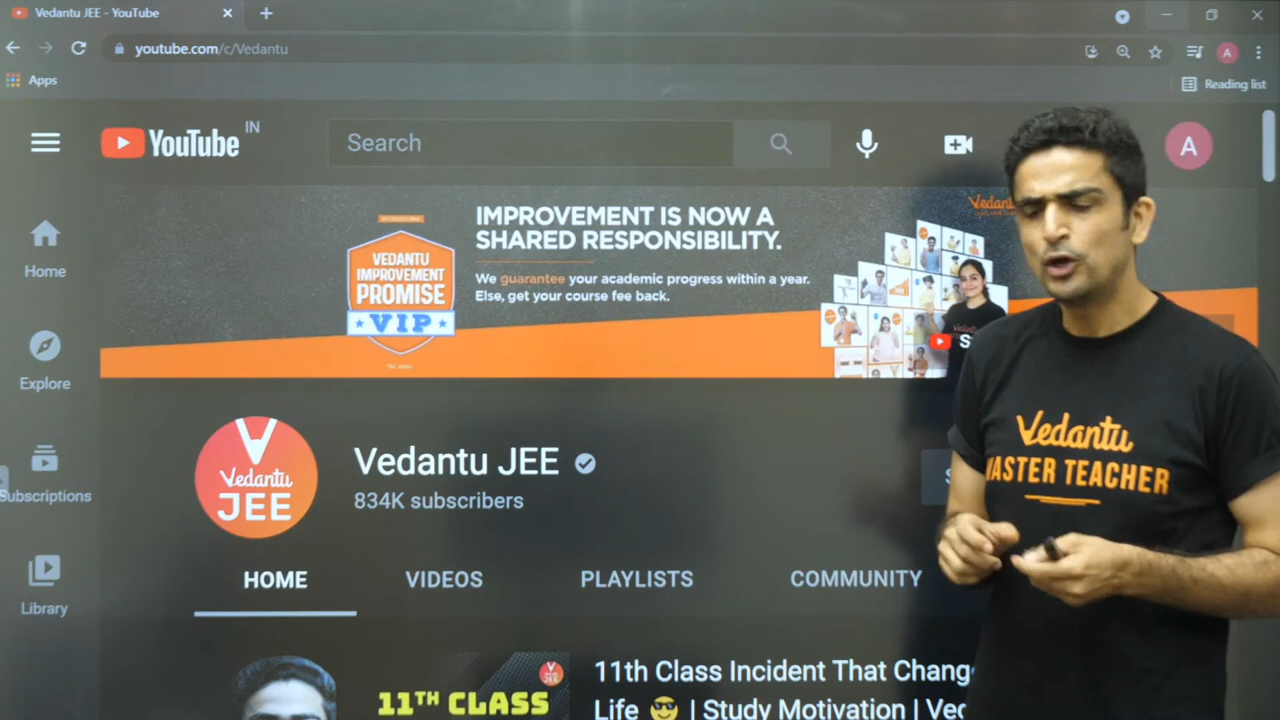 Vedantu JEE - YouTube
youtube.com/c/Vedantu
A
Apps
Reading list
YouTube
IN
Search
A
Home
Explore
Subscriptions
Library
VEDANTU
IMPROVEMENT
PROMISE
VIP
IMPROVEMENT IS NOW A
SHARED RESPONSIBILITY.
We guarantee your academic progress within a year.
Else, get your course fee back.
Vedantu
Vedantu
JEE
Vedantu JEE
834K subscribers
HOME
VIDEOS
PLAYLISTS
COMMUNITY
11TH CLASS
11th Class Incident That Change
Life 😎 | Study Motivation | Ved
Vedantu
MASTER TEACHER